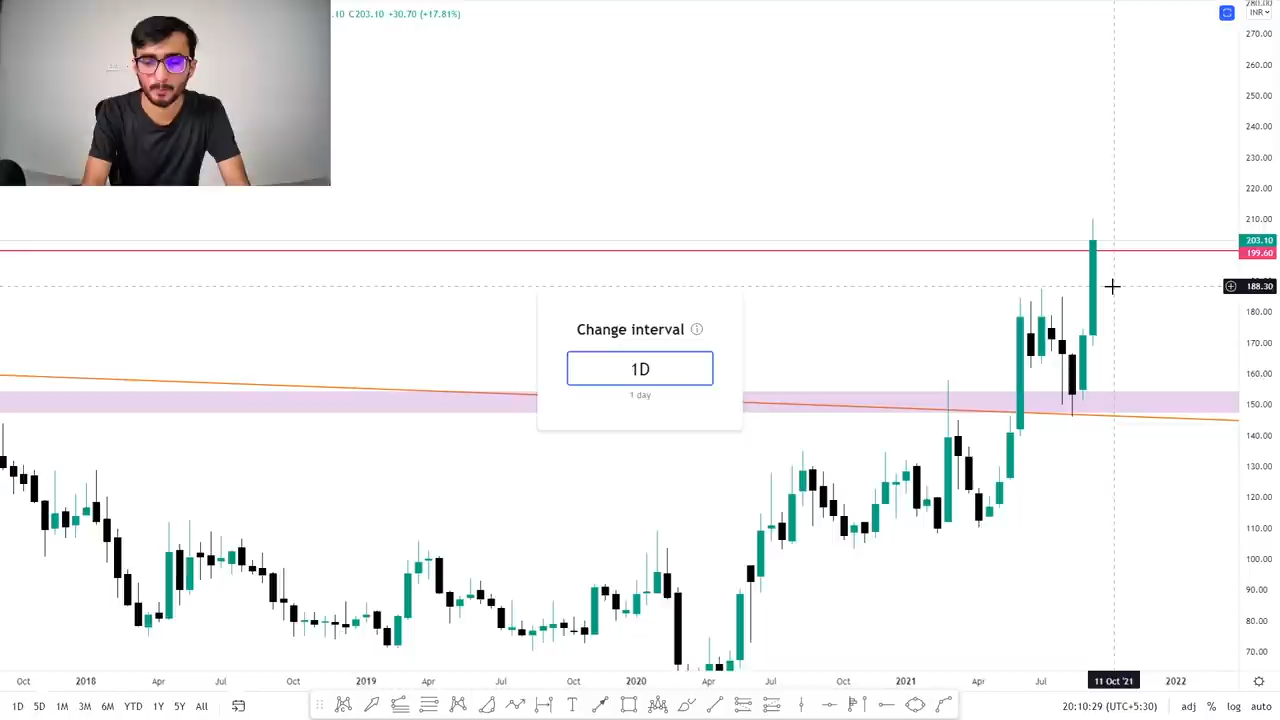 .10 C203.10 +30.70 (+17.81%)
280.00
INR
270.00
260.00
250.00
240.00
230.00
220.00
210.00
203.10
199.60
188.30
180.00
170.00
160.00
150.00
140.00
130.00
120.00
110.00
100.00
90.00
80.00
70.00
Change interval
1D
1 day
Oct 2018 Apr Jul Oct 2019 Apr Jul Oct 2020 Apr Jul Oct 2021 Apr Jul 11 Oct '21 2022
1D 5D 1M 3M 6M YTD 1Y 5Y All
T
20:10:29 (UTC+5:30) adj % log auto